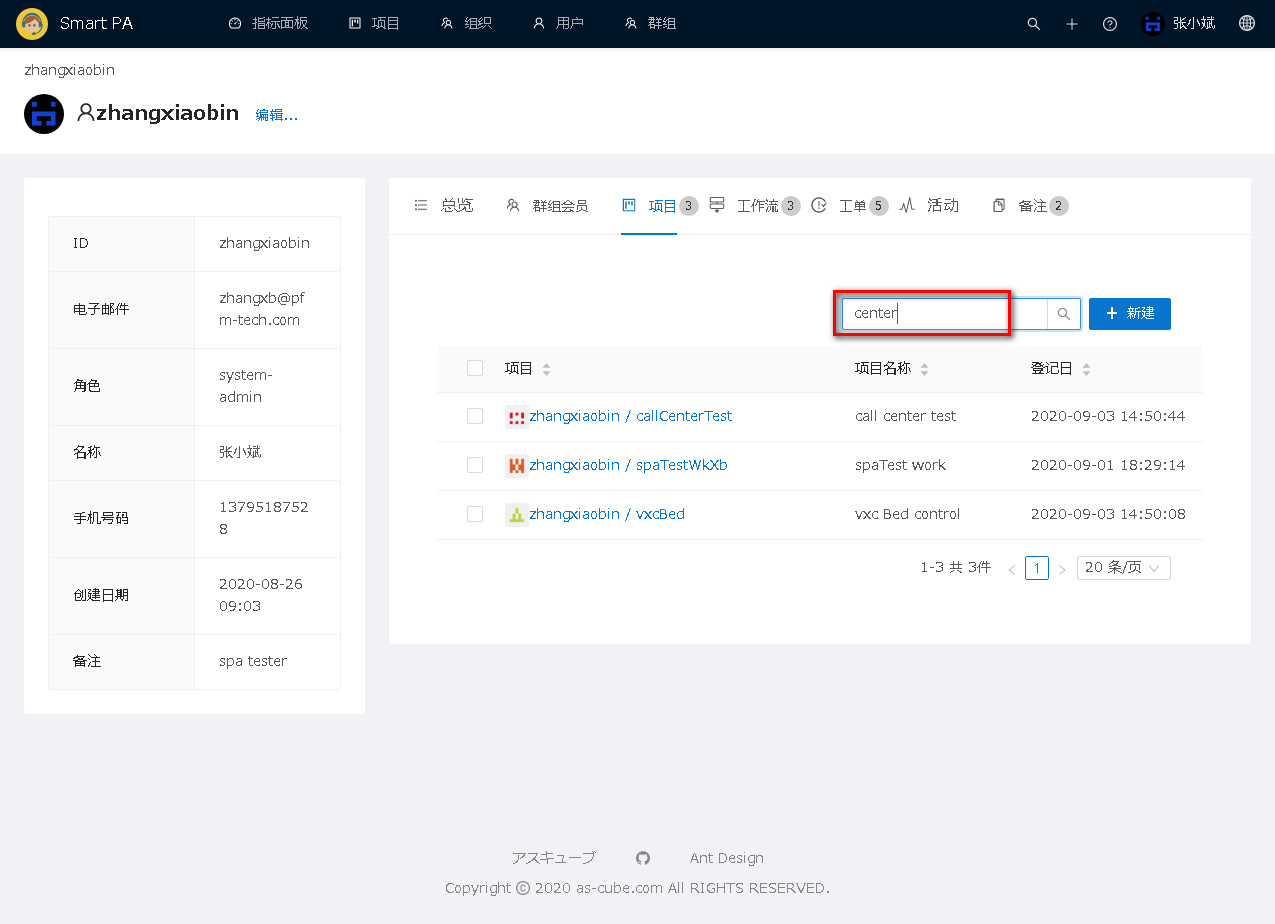 Smart PA 指标面板 项目 组织 用户 群组 张小斌
zhangxiaobin
zhangxiaobin 编辑...
总览 群组会员 项目 3 工作流 3 工单 5 活动 备注 2
ID zhangxiaobin
电子邮件 zhangxb@pf
m-tech.com
角色 system-
admin
名称 张小斌
手机号码 1379518752
8
创建日期 2020-08-26
09:03
备注 spa tester
center 新建
项目 项目名称 登记日
zhangxiaobin / callCenterTest call center test 2020-09-03 14:50:44
zhangxiaobin / spaTestWkXb spaTest work 2020-09-01 18:29:14
zhangxiaobin / vxcBed vxc Bed control 2020-09-03 14:50:08
1-3 共 3件 < 1 > 20 条/页
アスキューブ Ant Design
Copyright © 2020 as-cube.com All RIGHTS RESERVED.